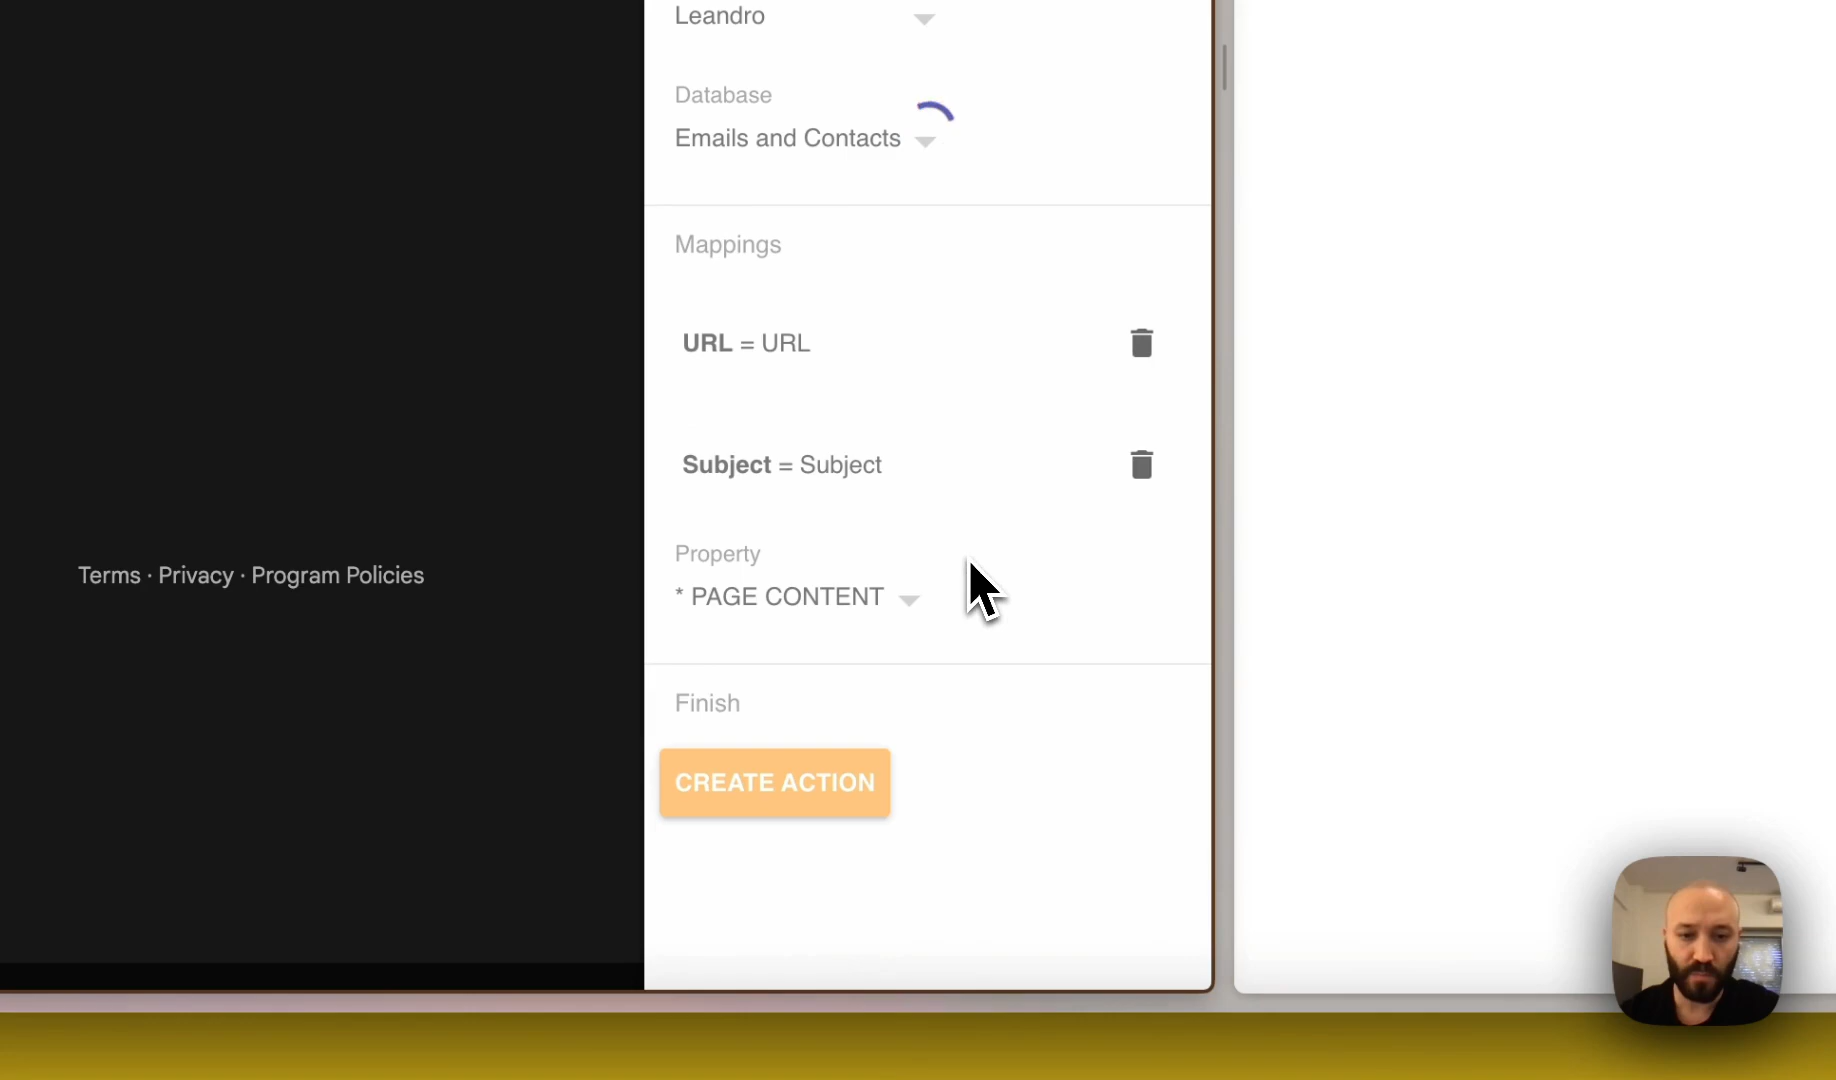 Leandro
Database
Emails and Contacts
Mappings
URL = URL
Subject = Subject
Property
* PAGE CONTENT
Terms · Privacy · Program Policies
Finish
CREATE ACTION